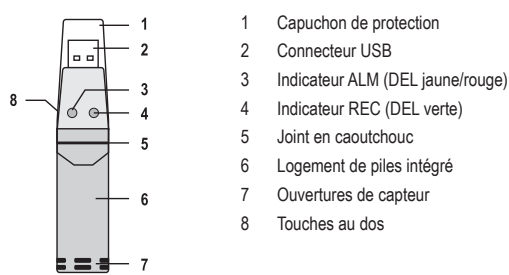 1
2
3
8
4
5
6
7
1 Capuchon de protection
2 Connecteur USB
3 Indicateur ALM (DEL jaune/rouge)
4 Indicateur REC (DEL verte)
5 Joint en caoutchouc
6 Logement de piles intégré
7 Ouvertures de capteur
8 Touches au dos